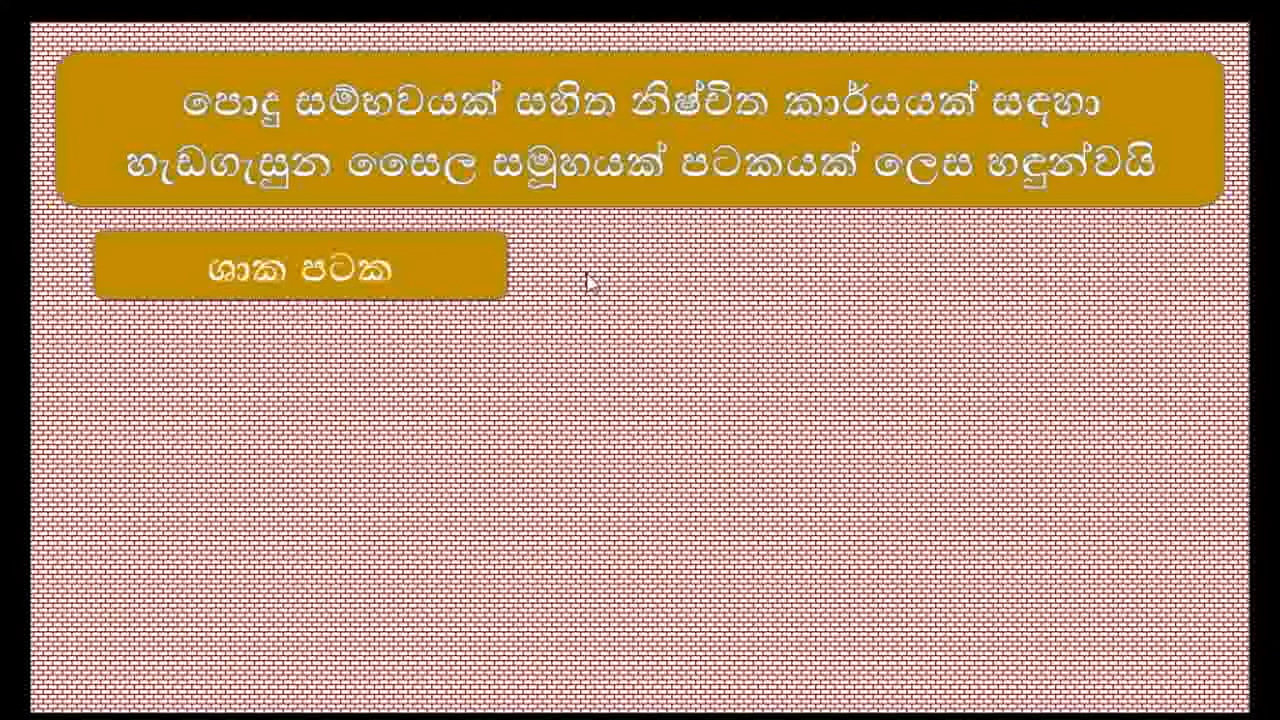 පොදු සම්භවයක් සහිත නිෂ්චිත කාර්යයක් සඳහා
හැඩගැසුන සෛල සමූහයක් පටකයක් ලෙස හඳුන්වයි
ශාක පටක